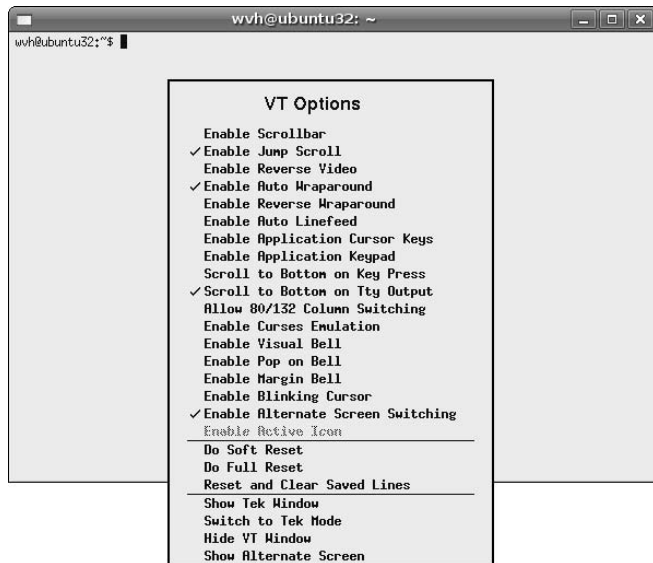 wvh@ubuntu32: ~
wvh@ubuntu32:~$
VT Options
Enable Scrollbar
✓Enable Jump Scroll
Enable Reverse Video
✓Enable Auto Wraparound
Enable Reverse Wraparound
Enable Auto Linefeed
Enable Application Cursor Keys
Enable Application Keypad
Scroll to Bottom on Key Press
✓Scroll to Bottom on Tty Output
Allow 80/132 Column Switching
Enable Curses Emulation
Enable Visual Bell
Enable Pop on Bell
Enable Margin Bell
Enable Blinking Cursor
✓Enable Alternate Screen Switching
Enable Active Icon
Do Soft Reset
Do Full Reset
Reset and Clear Saved Lines
Show Tek Window
Switch to Tek Mode
Hide VT Window
Show Alternate Screen